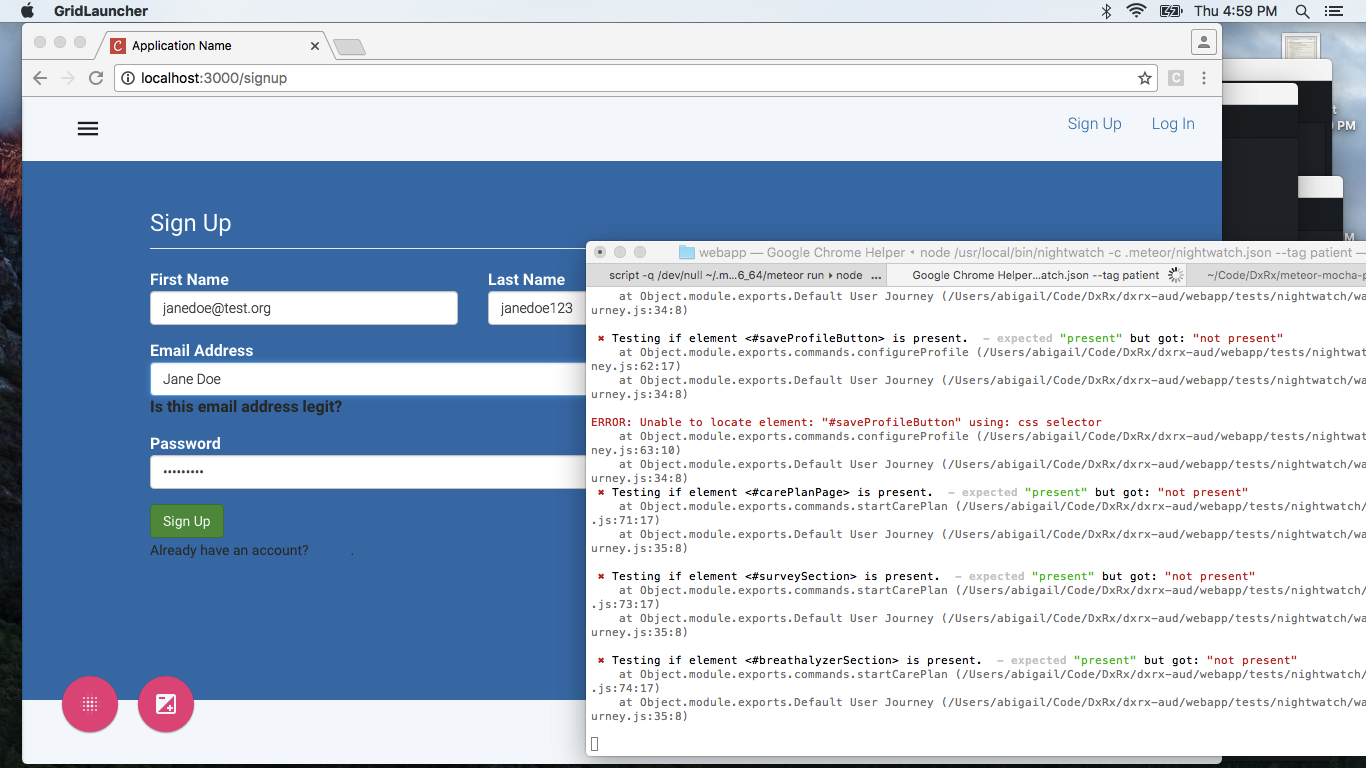 GridLauncher
Thu 4:59 PM
Application Name
localhost:3000/signup
C
Sign Up Log In
Sign Up
First Name
Last Name
janedoe@test.org
janedoe123
Email Address
Jane Doe
Is this email address legit?
Password
•••••••••
Sign Up
Already have an account? .
PM
webapp — Google Chrome Helper • node /usr/local/bin/nightwatch -c .meteor/nightwatch.json --tag patient —
script -q /dev/null ~/.m...6_64/meteor run ▸ node ...
Google Chrome Helper...atch.json --tag patient
~/Code/DxRx/meteor-mocha-p
at Object.module.exports.Default User Journey (/Users/abigail/Code/DxRx/dxrx-aud/webapp/tests/nightwatch/wa
urney.js:34:8)
✖ Testing if element <#saveProfileButton> is present. - expected "present" but got: "not present"
at Object.module.exports.commands.configureProfile (/Users/abigail/Code/DxRx/dxrx-aud/webapp/tests/nightwat
ney.js:62:17)
at Object.module.exports.Default User Journey (/Users/abigail/Code/DxRx/dxrx-aud/webapp/tests/nightwatch/wa
urney.js:34:8)
ERROR: Unable to locate element: "#saveProfileButton" using: css selector
at Object.module.exports.commands.configureProfile (/Users/abigail/Code/DxRx/dxrx-aud/webapp/tests/nightwat
ney.js:63:10)
at Object.module.exports.Default User Journey (/Users/abigail/Code/DxRx/dxrx-aud/webapp/tests/nightwatch/wa
urney.js:34:8)
✖ Testing if element <#carePlanPage> is present. - expected "present" but got: "not present"
at Object.module.exports.commands.startCarePlan (/Users/abigail/Code/DxRx/dxrx-aud/webapp/tests/nightwatch/
.js:71:17)
at Object.module.exports.Default User Journey (/Users/abigail/Code/DxRx/dxrx-aud/webapp/tests/nightwatch/wa
urney.js:35:8)
✖ Testing if element <#surveySection> is present. - expected "present" but got: "not present"
at Object.module.exports.commands.startCarePlan (/Users/abigail/Code/DxRx/dxrx-aud/webapp/tests/nightwatch/
.js:73:17)
at Object.module.exports.Default User Journey (/Users/abigail/Code/DxRx/dxrx-aud/webapp/tests/nightwatch/wa
urney.js:35:8)
✖ Testing if element <#breathalyzerSection> is present. - expected "present" but got: "not present"
at Object.module.exports.commands.startCarePlan (/Users/abigail/Code/DxRx/dxrx-aud/webapp/tests/nightwatch/
.js:74:17)
at Object.module.exports.Default User Journey (/Users/abigail/Code/DxRx/dxrx-aud/webapp/tests/nightwatch/wa
urney.js:35:8)